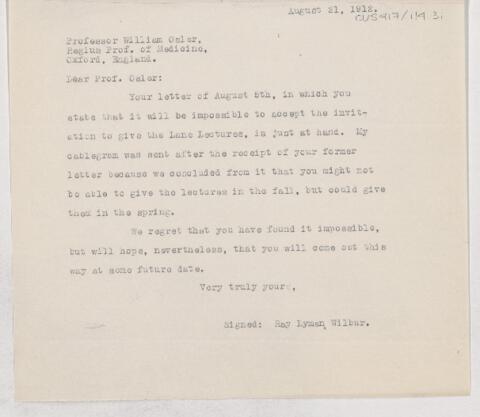 August 21, 1912.
CUS417/119.3i
Professor William Osler,
Regius Prof. of Medicine,
Oxford, England.
Dear Prof. Osler:
Your letter of August 8th, in which you
state that it will be impossible to accept the invit-
ation to give the Lane Lectures, is just at hand. My
cablegram was sent after the receipt of your former
letter because we concluded from it that you might not
be able to give the lectures in the fall, but could give
them in the spring.
We regret that you have found it impossible,
but will hope, nevertheless, that you will come out this
way at some future date.
Very truly yours,
Signed: Ray Lyman Wilbur.